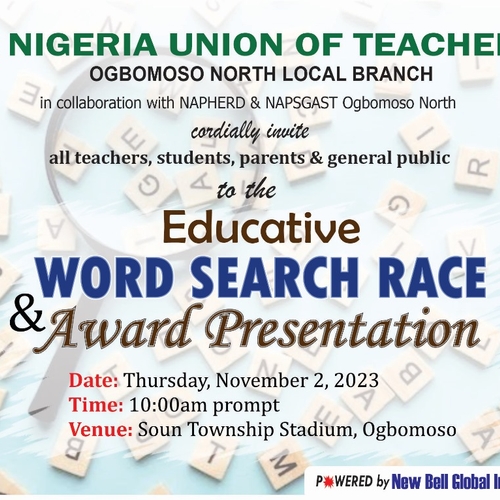 NIGERIA UNION OF TEACHE
OGBOMOSO NORTH LOCAL BRANCH
in collaboration with NAPHERD & NAPSGAST Ogbomoso North
cordially invite
all teachers, students, parents & general public
to the
Educative
WORD SEARCH RACE
& Award Presentation
Date: Thursday, November 2, 2023
Time: 10:00am prompt
Venue: Soun Township Stadium, Ogbomoso
POWERED by New Bell Global